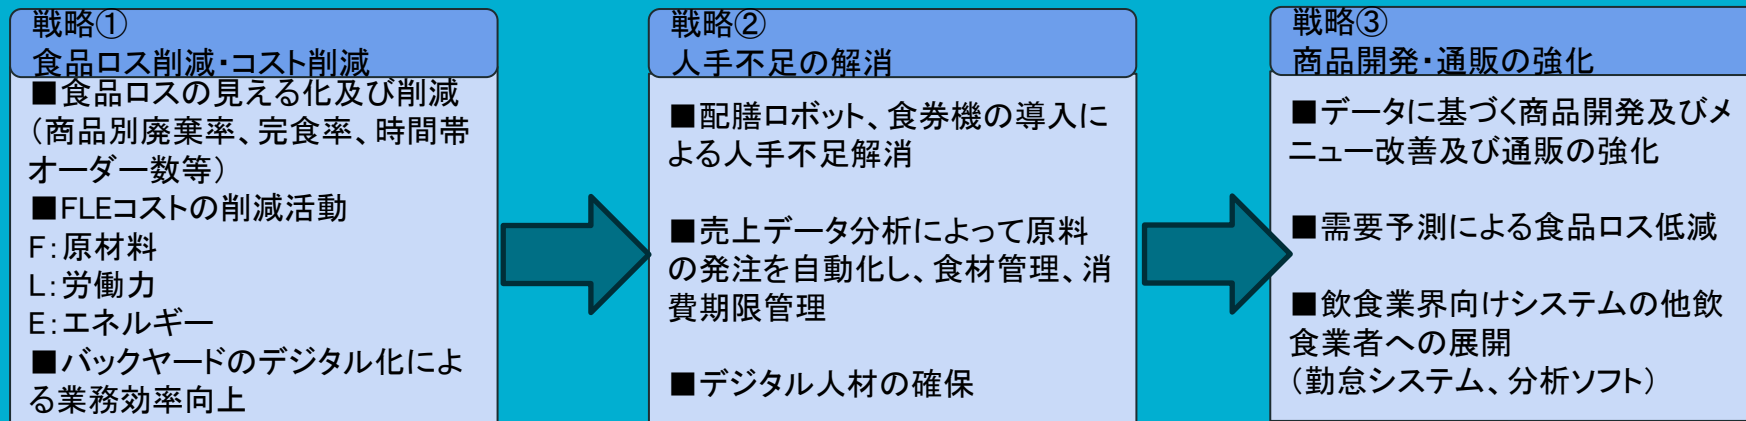 戦略①
食品ロス削減・コスト削減
■食品ロスの見える化及び削減
（商品別廃棄率、完食率、時間帯
オーダー数等）
■FLEコストの削減活動
F：原材料
L：労働力
E：エネルギー
■バックヤードのデジタル化によ
る業務効率向上
戦略②
人手不足の解消
■配膳ロボット、食券機の導入に
よる人手不足解消
■売上データ分析によって原料
の発注を自動化し、食材管理、消
費期限管理
■デジタル人材の確保
戦略③
商品開発・通販の強化
■データに基づく商品開発及びメ
ニュー改善及び通販の強化
■需要予測による食品ロス低減
■飲食業界向けシステムの他飲
食業者への展開
（勤怠システム、分析ソフト）